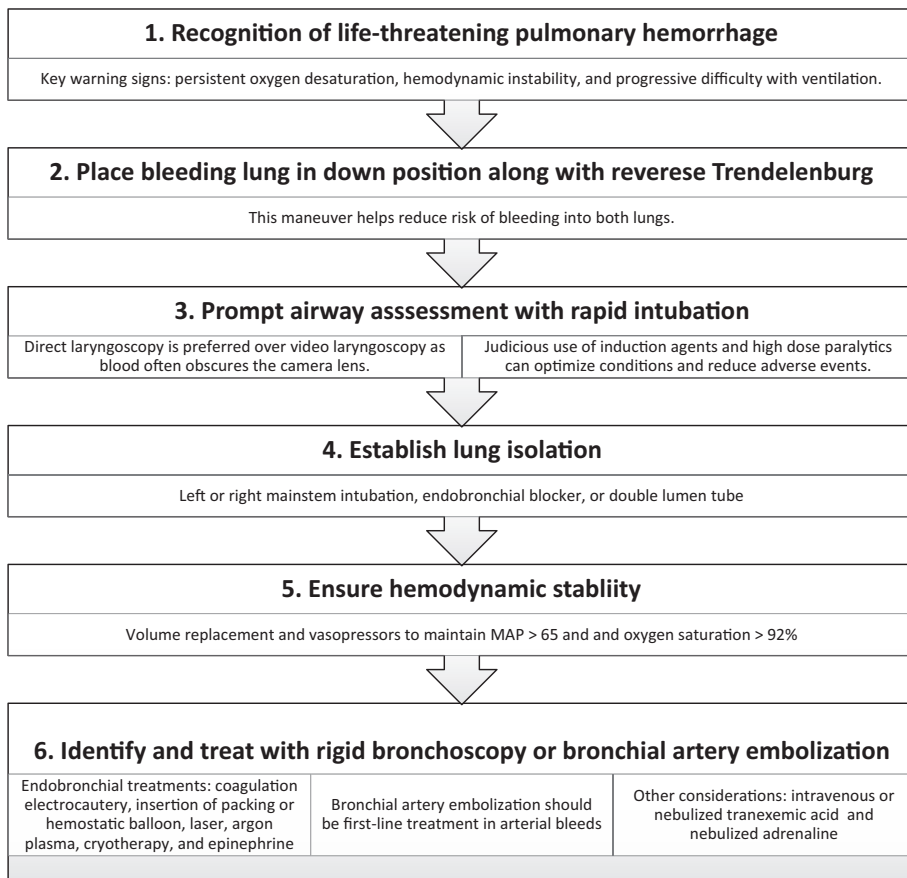 1. Recognition of life-threatening pulmonary hemorrhage
Key warning signs: persistent oxygen desaturation, hemodynamic instability, and progressive difficulty with ventilation.
2. Place bleeding lung in down position along with reverese Trendelenburg
This maneuver helps reduce risk of bleeding into both lungs.
3. Prompt airway asssessment with rapid intubation
Direct laryngoscopy is preferred over video laryngoscopy as
blood often obscures the camera lens.
Judicious use of induction agents and high dose paralytics
can optimize conditions and reduce adverse events.
4. Establish lung isolation
Left or right mainstem intubation, endobronchial blocker, or double lumen tube
5. Ensure hemodynamic stabliity
Volume replacement and vasopressors to maintain MAP > 65 and and oxygen saturation > 92%
6. Identify and treat with rigid bronchoscopy or bronchial artery embolization
Endobronchial treatments: coagulation
electrocautery, insertion of packing or
hemostatic balloon, laser, argon
plasma, cryotherapy, and epinephrine
Bronchial artery embolization should
be first-line treatment in arterial bleeds
Other considerations: intravenous or
nebulized tranexemic acid and
nebulized adrenaline